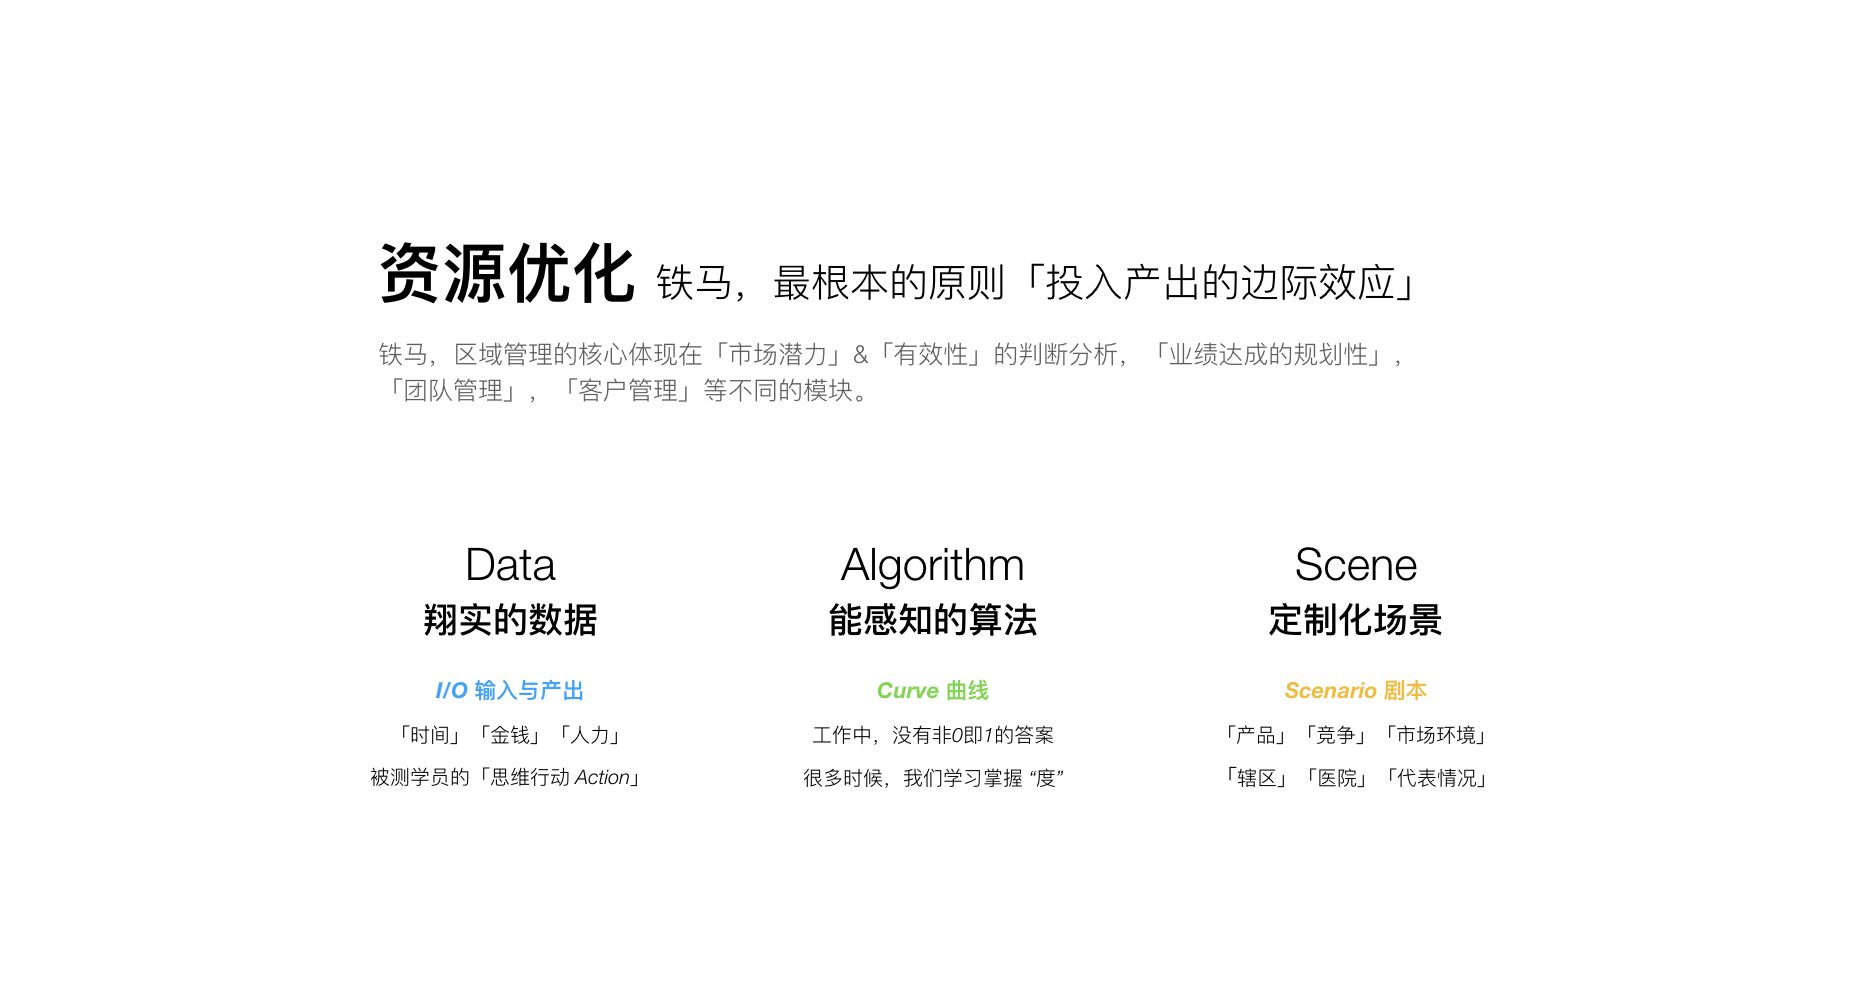 资源优化 铁马，最根本的原则「投入产出的边际效应」
铁马，区域管理的核心体现在「市场潜力」&「有效性」的判断分析，「业绩达成的规划性」，
「团队管理」，「客户管理」等不同的模块。
Data
翔实的数据
I/O 输入与产出
「时间」「金钱」「人力」
被测学员的「思维行动 Action」
Algorithm
能感知的算法
Curve 曲线
工作中，没有非0即1的答案
很多时候，我们学习掌握 “度”
Scene
定制化场景
Scenario 剧本
「产品」「竞争」「市场环境」
「辖区」「医院」「代表情况」